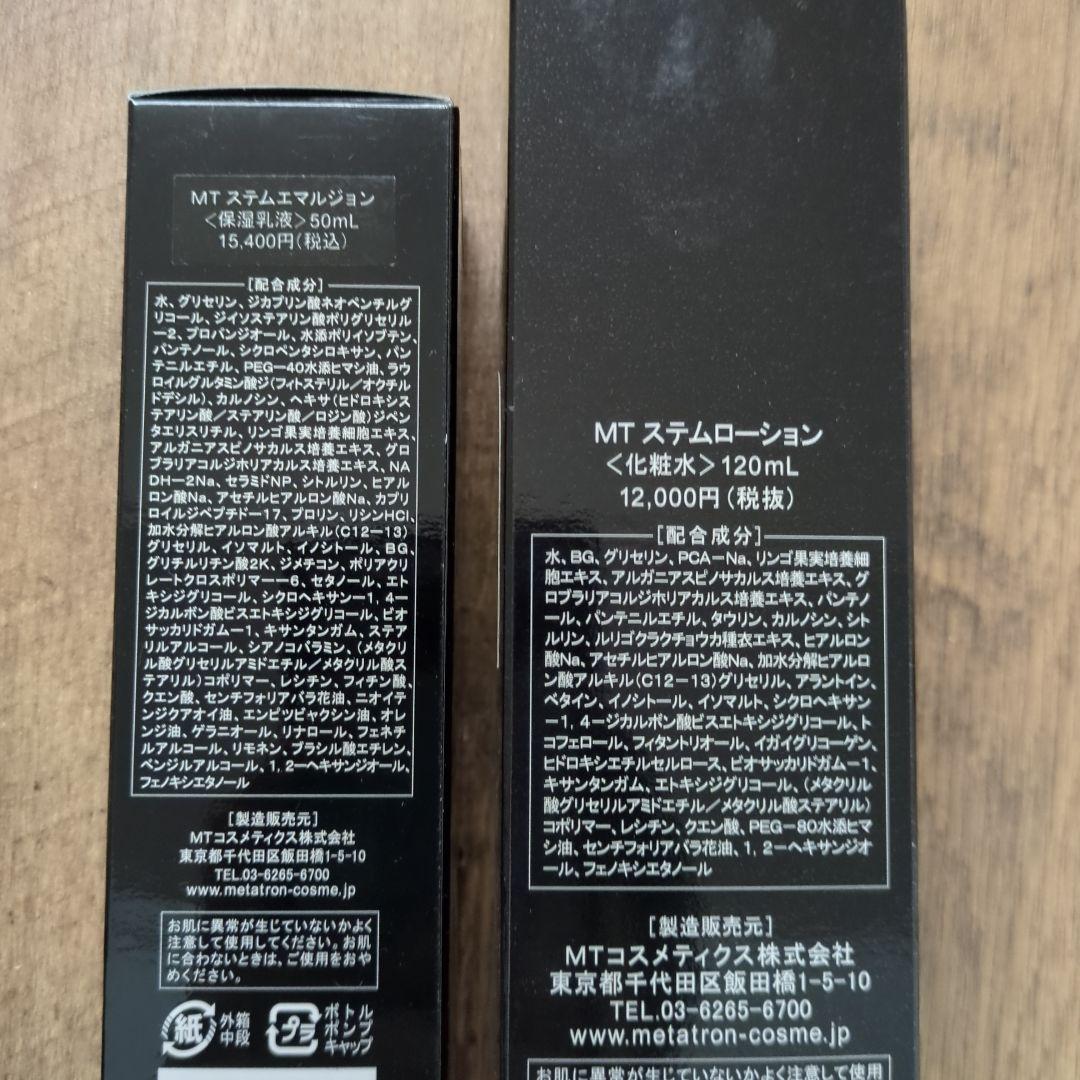 MT ステムエマルジョン
<保湿乳液>50mL
15,400円(税込)
[配合成分]
水、グリセリン、ジカプリン酸ネオペンチルグ
リコール、ジイソステアリン酸ポリグリセリル
ー2、プロパンジオール、水添ポリイソブテン、
パンテノール、シクロペンタシロキサン、パン
テニルエチル、PEGー40水添ヒマシ油、ラウ
ロイルグルタミン酸ジ(フィトステリル/オクチル
ドデシル)、カルノシン、ヘキサ(ヒドロキシス
テアリン酸/ステアリン酸/ロジン酸)ジペン
タエリスリチル、リンゴ果実培養細胞エキス、
アルガニアスピノサカルス培養エキス、グロ
ブラリアコルジホリアカルス培養エキス、NA
DHー2Na、セラミドNP、シトルリン、ヒアル
ロン酸Na、アセチルヒアルロン酸Na、カプリ
ロイルジペプチドー17、プロリン、リシンHCl、
加水分解ヒアルロン酸アルキル(C12ー13)
グリセリル、イソマルト、イノシトール、BG、
グリチルリチン酸2K、ジメチコン、ポリアクリ
レートクロスポリマーー6、セタノール、エト
キシジグリコール、シクロヘキサンー1, 4ー
ジカルボン酸ビスエトキシジグリコール、ビオ
サッカリドガムー1、キサンタンガム、ステア
リルアルコール、シアノコバラミン、(メタクリ
ル酸グリセリルアミドエチル/メタクリル酸ス
テアリル)コポリマー、レシチン、フィチン酸、
クエン酸、センチフォリアバラ花油、ニオイテ
ンジクアオイ油、エンピツビャクシン油、オレ
ンジ油、ゲラニオール、リナロール、フェネチ
ルアルコール、リモネン、ブラシル酸エチレン、
ベンジルアルコール、1, 2ーヘキサンジオール、
フェノキシエタノール
[製造販売元]
MTコスメティクス株式会社
東京都千代田区飯田橋1-5-10
TEL.03-6265-6700
www.metatron-cosme.jp
お肌に異常が生じていないかよく
注意して使用してください。お肌
に合わないときは、ご使用をおや
めください。
紙 外箱
中段
プラ ボトル
ポンプ
キャップ
MT ステムローション
<化粧水>120mL
12,000円(税抜)
[配合成分]
水、BG、グリセリン、PCAーNa、リンゴ果実培養細
胞エキス、アルガニアスピノサカルス培養エキス、グ
ロブラリアコルジホリアカルス培養エキス、パンテノ
ール、パンテニルエチル、タウリン、カルノシン、シト
ルリン、ルリゴクラクチョウカ種衣エキス、ヒアルロン
酸Na、アセチルヒアルロン酸Na、加水分解ヒアルロ
ン酸アルキル(C12ー13)グリセリル、アラントイン、
ベタイン、イノシトール、イソマルト、シクロヘキサン
ー1, 4ージカルボン酸ビスエトキシジグリコール、ト
コフェロール、フィタントリオール、イガイグリコーゲン、
ヒドロキシエチルセルロース、ビオサッカリドガムー1、
キサンタンガム、エトキシジグリコール、(メタクリル
酸グリセリルアミドエチル/メタクリル酸ステアリル)
コポリマー、レシチン、クエン酸、PEGー80水添ヒマ
シ油、センチフォリアバラ花油、1, 2ーヘキサンジオ
ール、フェノキシエタノール
[製造販売元]
MTコスメティクス株式会社
東京都千代田区飯田橋1-5-10
TEL.03-6265-6700
www.metatron-cosme.jp
お肌に異常が生じていないかよく注意して使用